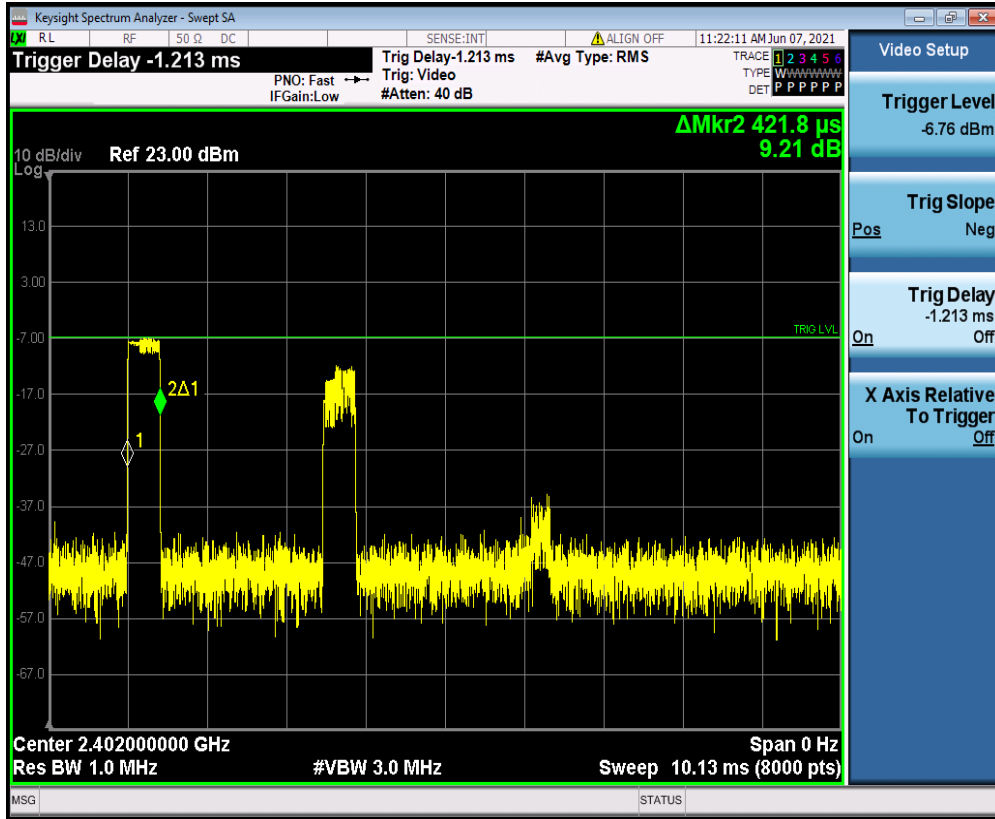 Keysight Spectrum Analyzer - Swept SA
LXI RL RF 50 Ω DC SENSE:INT ALIGN OFF 11:22:11 AM Jun 07, 2021
Trigger Delay -1.213 ms
PNO: Fast
IFGain:Low
Trig Delay-1.213 ms
Trig: Video
#Atten: 40 dB
#Avg Type: RMS
TRACE 1 2 3 4 5 6
TYPE WWWWWWW
DET P P P P P P
ΔMkr2 421.8 µs
9.21 dB
10 dB/div Ref 23.00 dBm
Log
13.0
3.00
-7.00
TRIG LVL
-17.0
2Δ1
-27.0
1
-37.0
-47.0
-57.0
-67.0
Center 2.402000000 GHz Span 0 Hz
Res BW 1.0 MHz #VBW 3.0 MHz Sweep 10.13 ms (8000 pts)
MSG STATUS
Video Setup
Trigger Level
-6.76 dBm
Trig Slope
Pos Neg
Trig Delay
-1.213 ms
On Off
X Axis Relative
To Trigger
On Off